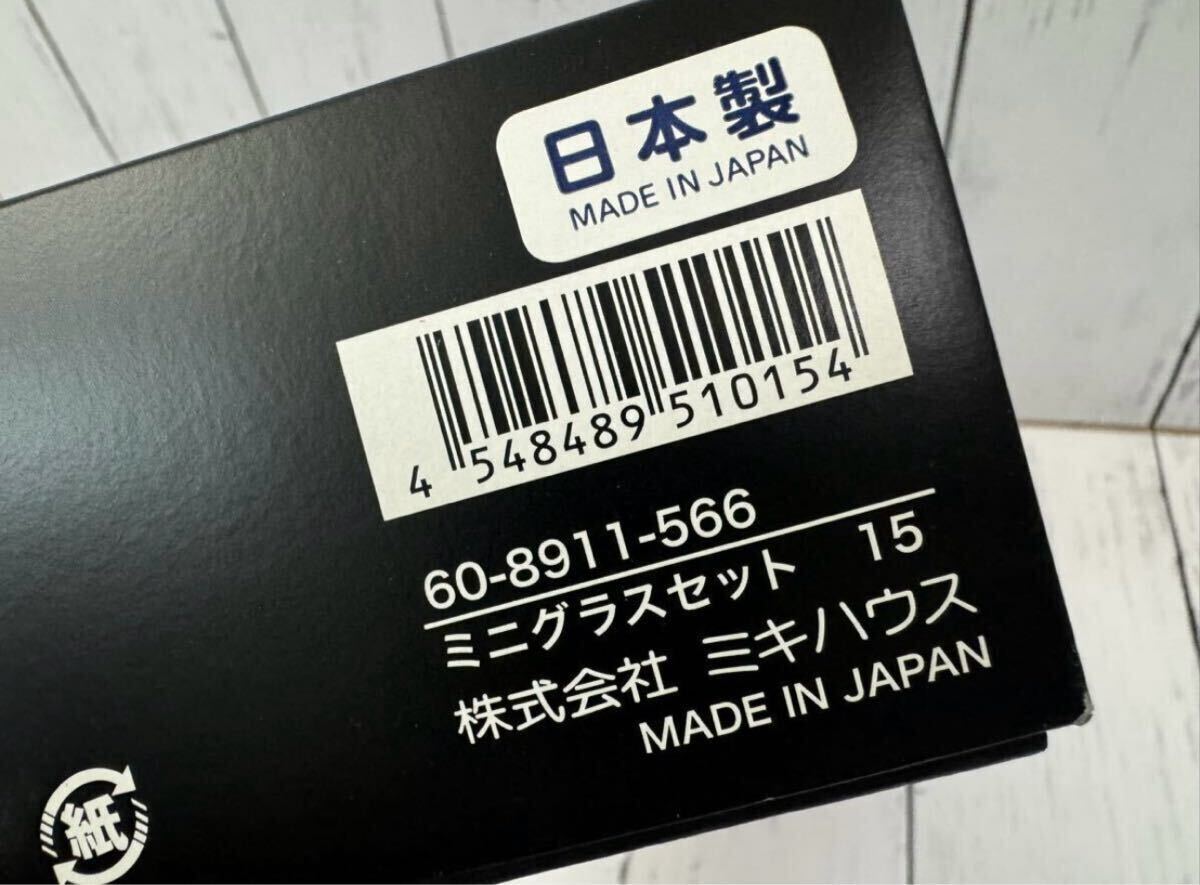 日本製
MADE IN JAPAN
4 548489 510154
60-8911-566
ミニグラスセット 15
株式会社 ミキハウス
MADE IN JAPAN
紙